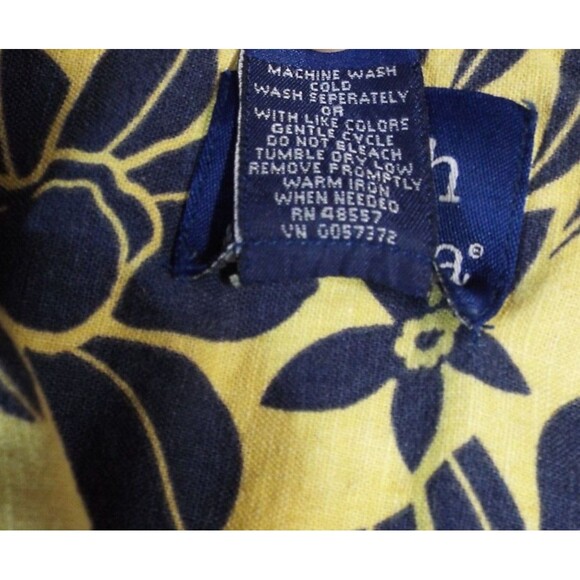 MACHINE WASH
COLD
WASH SEPERATELY
OR
WITH LIKE COLORS
GENTLE CYCLE
DO NOT BLEACH
TUMBLE DRY LOW
REMOVE PROMPTLY
WARM IRON
WHEN NEEDED
RN 48557
VN 0057372
h
a®